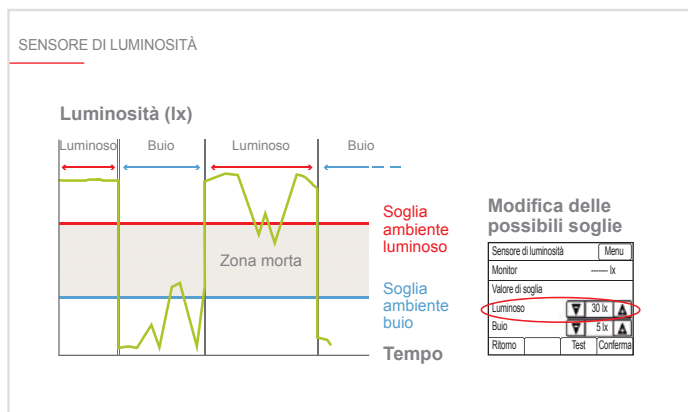 SENSORE DI LUMINOSITÀ
Luminosità (lx)
Luminoso
Buio
Luminoso
Buio
Soglia
ambiente
luminoso
Zona morta
Soglia
ambiente
buio
Tempo
Modifica delle
possibili soglie
Sensore di luminosità Menu
Monitor ------- lx
Valore di soglia
Luminoso 30 lx
Buio 5 lx
Ritorno Test Conferma